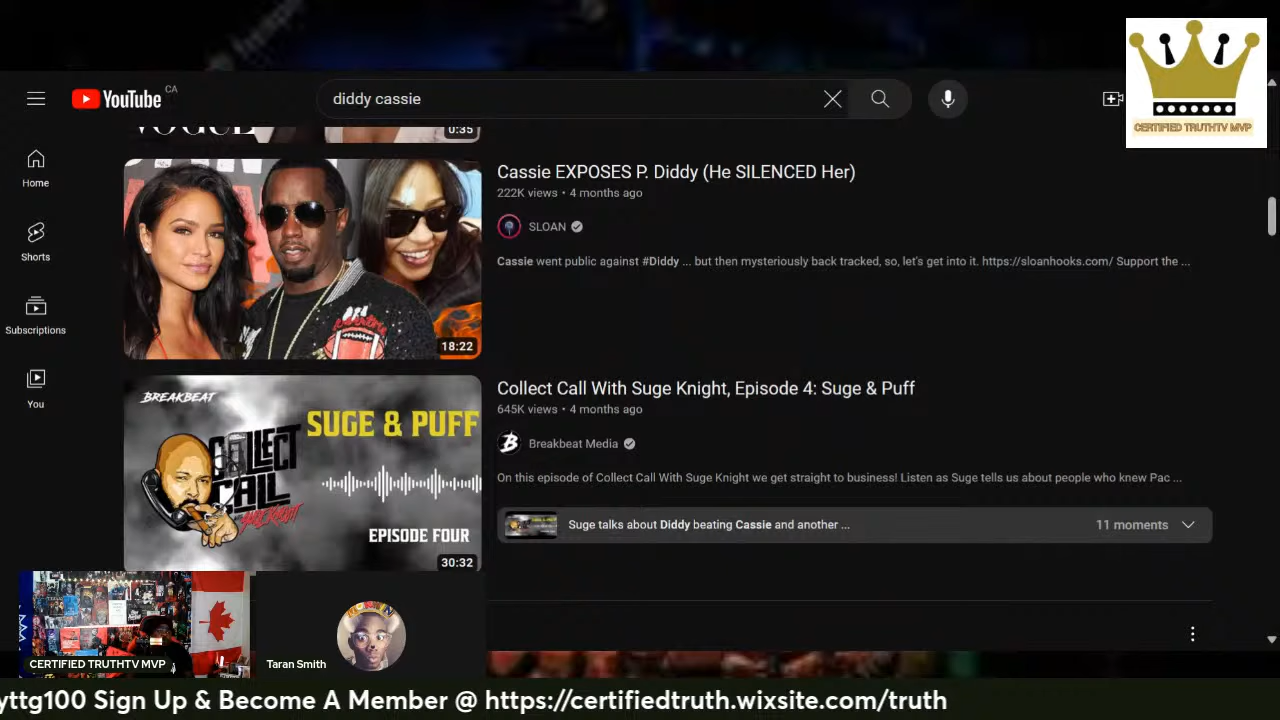 YouTube CA
diddy cassie
CERTIFIED TRUTHTV MVP
VOGUE
0:35
Home
Shorts
Subscriptions
You
Cassie EXPOSES P. Diddy (He SILENCED Her)
222K views • 4 months ago
SLOAN
Cassie went public against #Diddy ... but then mysteriously back tracked, so, let's get into it. https://sloanhooks.com/ Support the ...
18:22
BREAKBEAT
SUGE & PUFF
COLLECT CALL
SUGE KNIGHT
EPISODE FOUR
30:32
Collect Call With Suge Knight, Episode 4: Suge & Puff
645K views • 4 months ago
Breakbeat Media
On this episode of Collect Call With Suge Knight we get straight to business! Listen as Suge tells us about people who knew Pac ...
Suge talks about Diddy beating Cassie and another ...
11 moments
CERTIFIED TRUTHTV MVP
Taran Smith
yttg100 Sign Up & Become A Member @ https://certifiedtruth.wixsite.com/truth